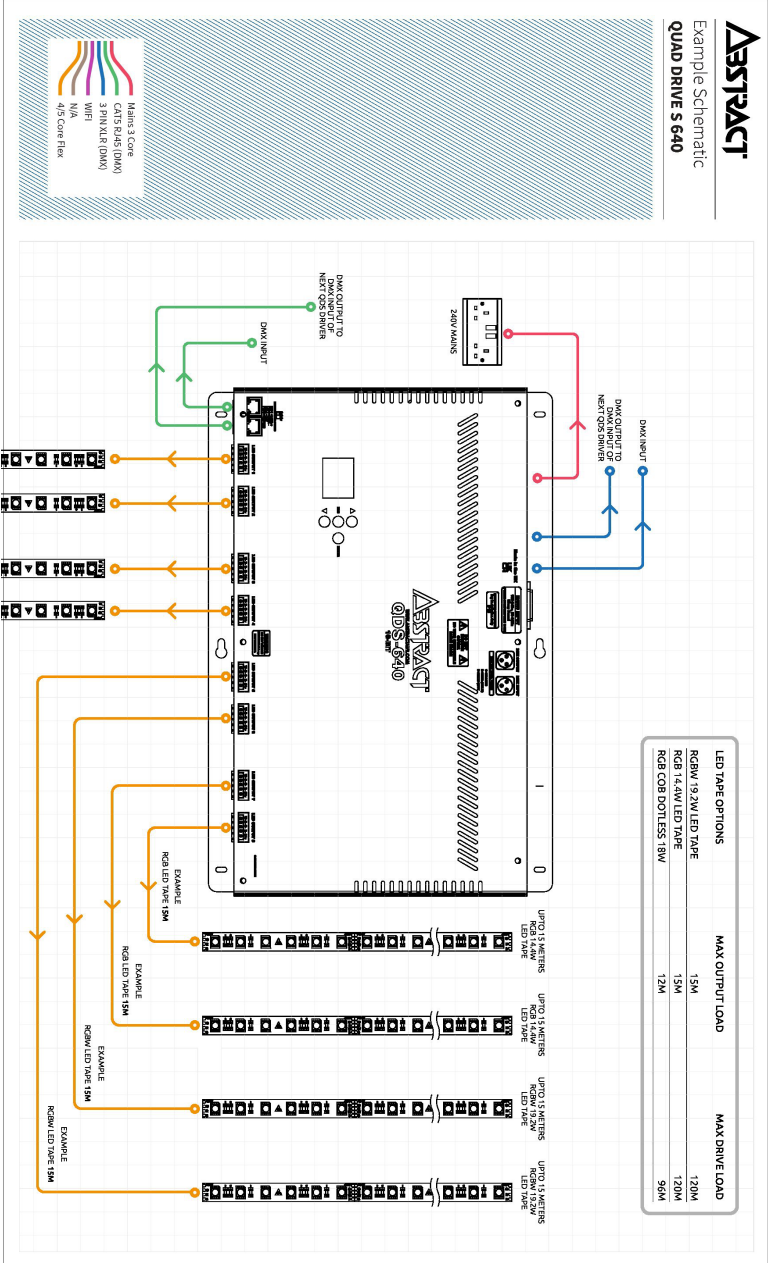 ABSTRACT
Example Schematic
QUAD DRIVE S 640
Mains 3 Core
CAT5 RJ45 (DMX)
3 PIN XLR (DMX)
WIFI
N/A
4/5 Core Flex
240V MAINS
DMX INPUT
DMX OUTPUT TO
DMX INPUT OF
NEXT QDS DRIVER
DMX OUTPUT TO
DMX INPUT OF
NEXT QDS DRIVER
DMX INPUT
LED TAPE OPTIONS MAX OUTPUT LOAD MAX DRIVE LOAD
RGBW 19.2W LED TAPE 15M 120M
RGB 14.4W LED TAPE 15M 120M
RGB COB DOTLESS 18W 12M 96M
Made in the UK
ABSTRACT
QDS-640
16-BIT
UPTO 15 METERS
RGB 14.4W
LED TAPE
UPTO 15 METERS
RGB 14.4W
LED TAPE
UPTO 15 METERS
RGBW 19.2W
LED TAPE
UPTO 15 METERS
RGBW 19.2W
LED TAPE
EXAMPLE
RGB LED TAPE 15M
EXAMPLE
RGB LED TAPE 15M
EXAMPLE
RGBW LED TAPE 15M
EXAMPLE
RGBW LED TAPE 15M